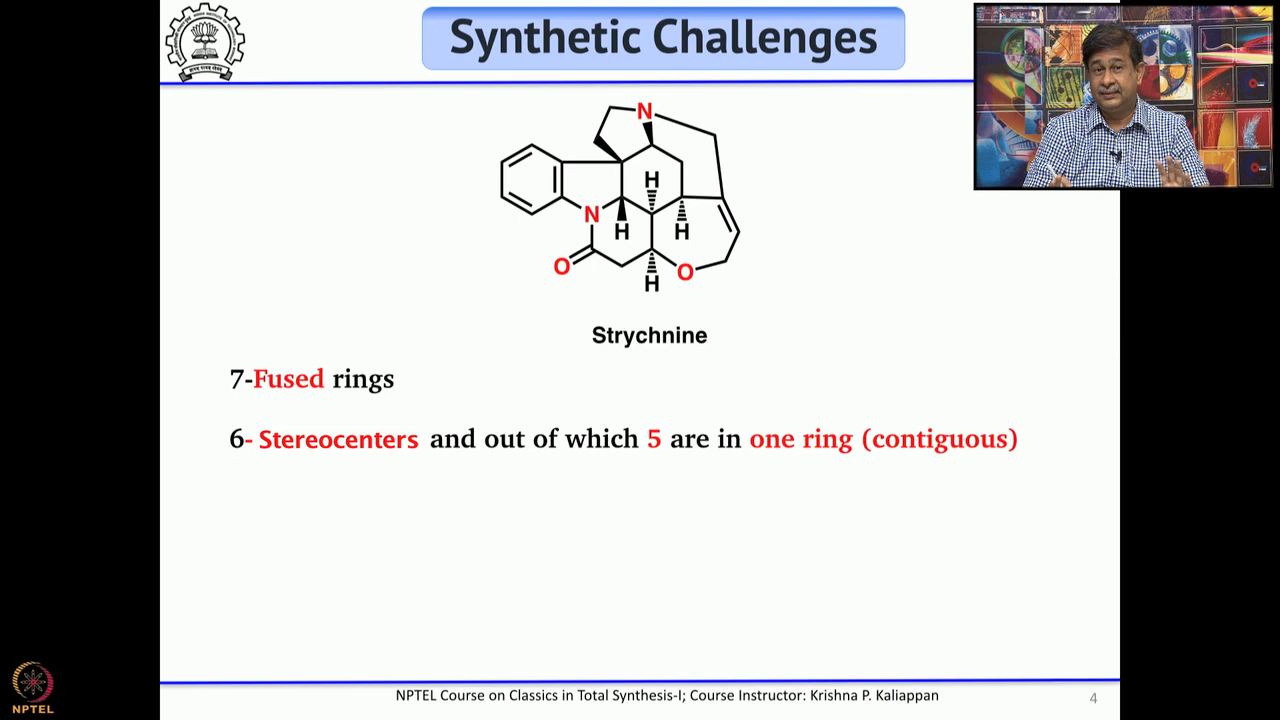 Synthetic Challenges
N
H
N
H
H
O
O
H
Strychnine
7-Fused rings
6- Stereocenters and out of which 5 are in one ring (contiguous)
NPTEL Course on Classics in Total Synthesis-I; Course Instructor: Krishna P. Kaliappan
4
NPTEL